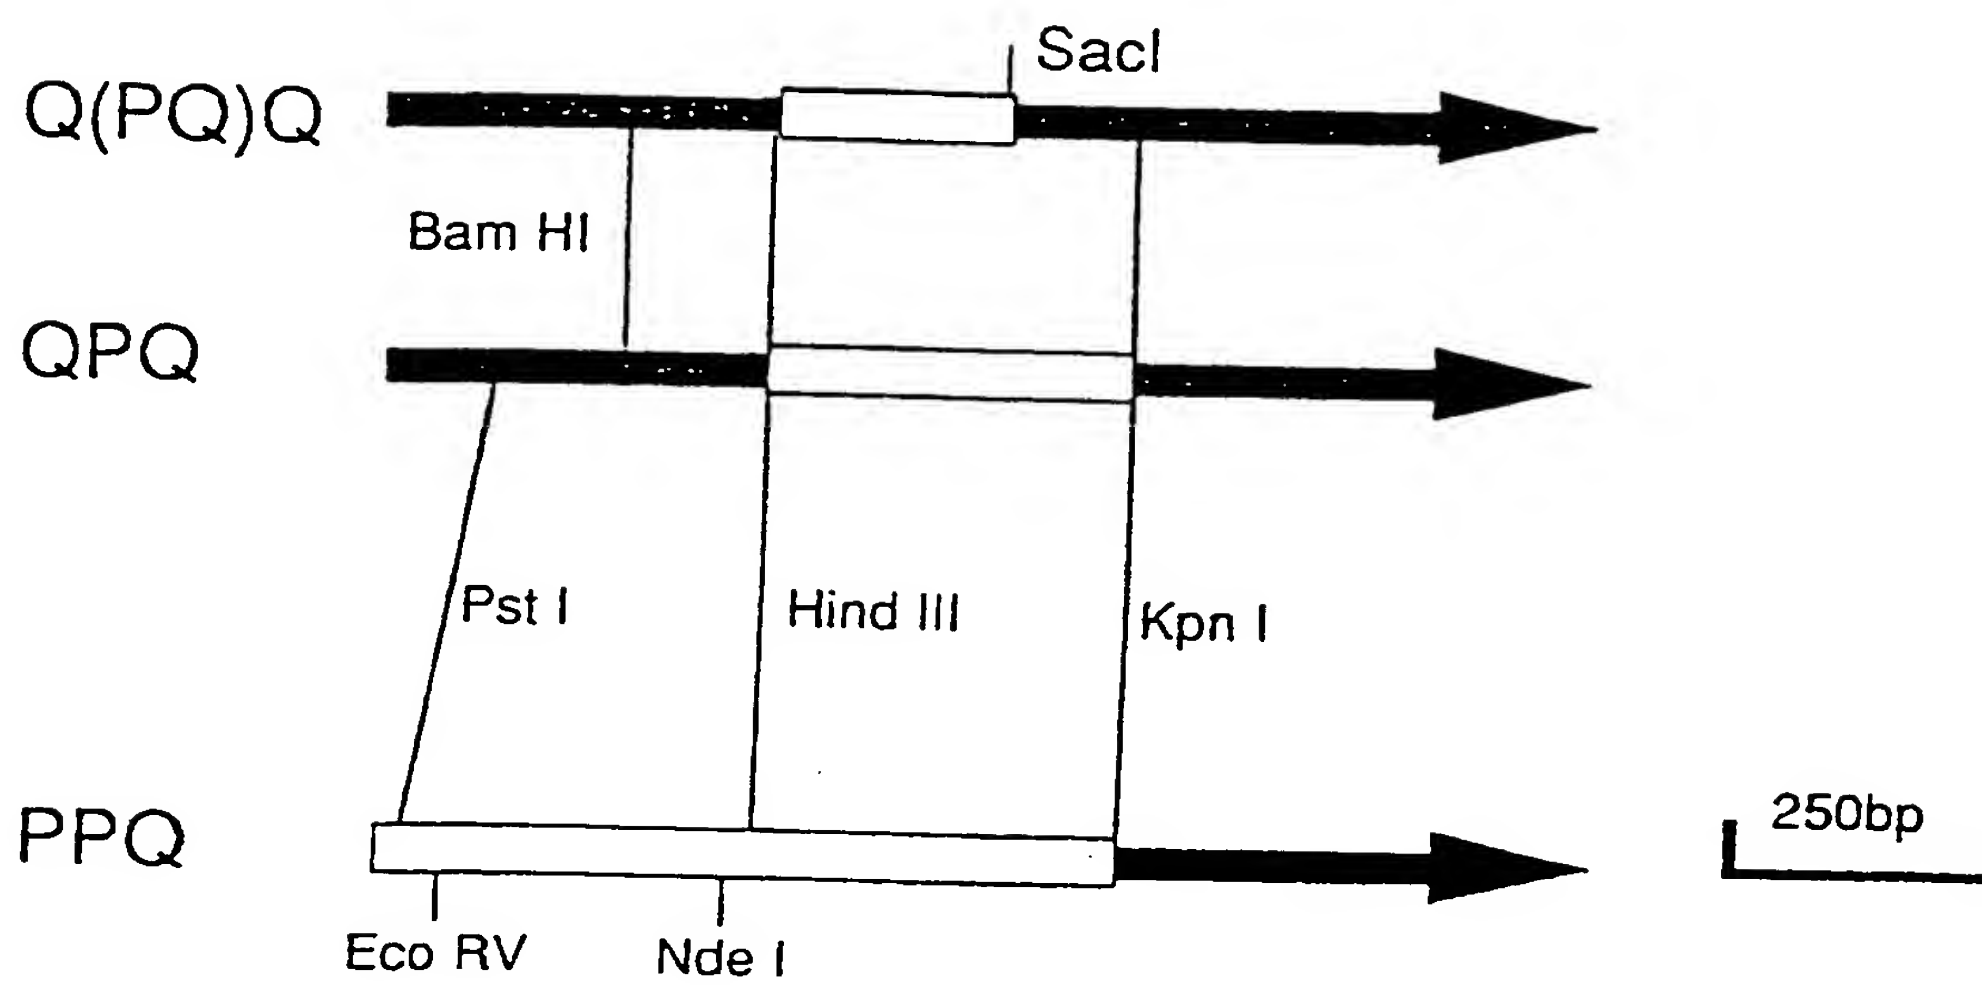 SacI
Q(PQ)Q
Bam HI
QPQ
Pst I
Hind III
Kpn I
PPQ
250bp
Eco RV
Nde I